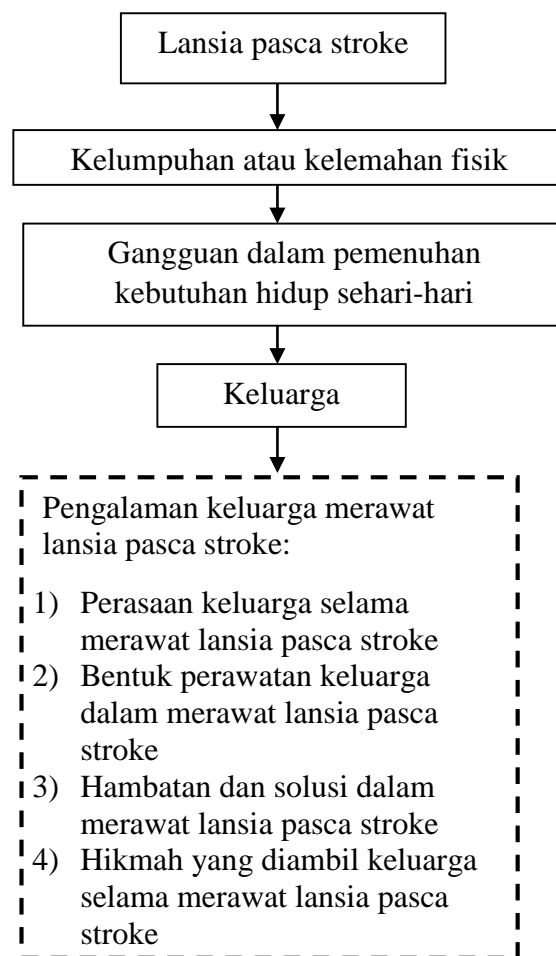 Lansia pasca stroke
Kelumpuhan atau kelemahan fisik
Gangguan dalam pemenuhan
kebutuhan hidup sehari-hari
Keluarga
Pengalaman keluarga merawat
lansia pasca stroke:
1) Perasaan keluarga selama
merawat lansia pasca stroke
2) Bentuk perawatan keluarga
dalam merawat lansia pasca
stroke
3) Hambatan dan solusi dalam
merawat lansia pasca stroke
4) Hikmah yang diambil keluarga
selama merawat lansia pasca
stroke